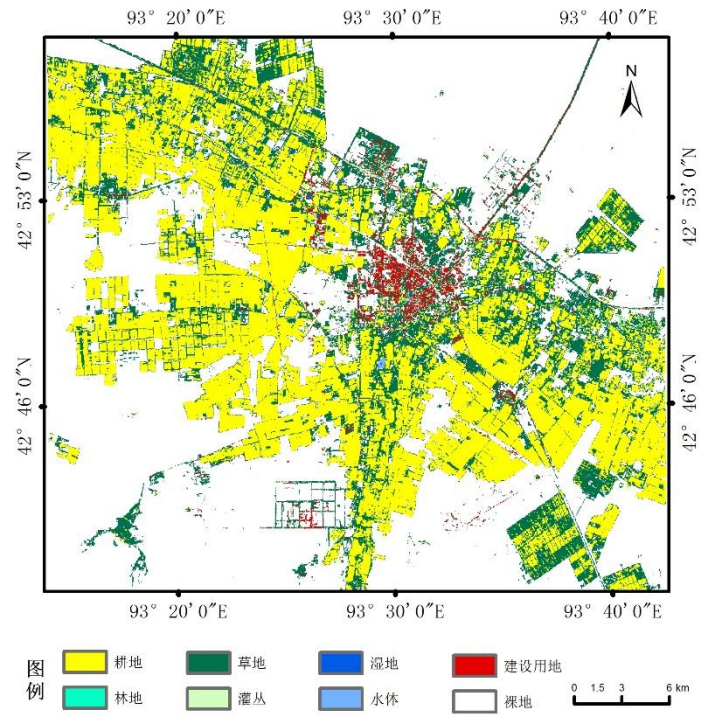 93° 20′ 0″E 93° 30′ 0″E 93° 40′ 0″E
N
42° 53′ 0″N 42° 53′ 0″N
42° 46′ 0″N 42° 46′ 0″N
93° 20′ 0″E 93° 30′ 0″E 93° 40′ 0″E
图例
耕地 草地 湿地 建设用地
林地 灌丛 水体 裸地
0 1.5 3 6 km